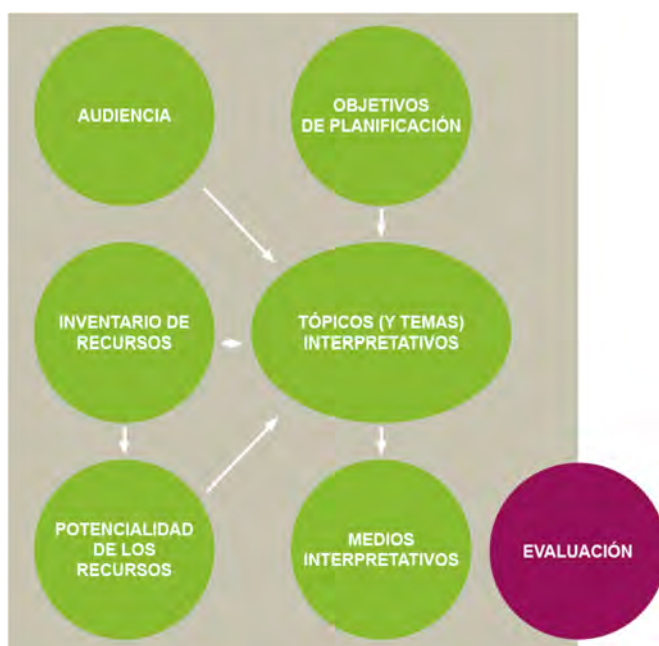 AUDIENCIA
OBJETIVOS
DE PLANIFICACIÓN
INVENTARIO DE
RECURSOS
TÓPICOS (Y TEMAS)
INTERPRETATIVOS
POTENCIALIDAD
DE LOS
RECURSOS
MEDIOS
INTERPRETATIVOS
EVALUACIÓN